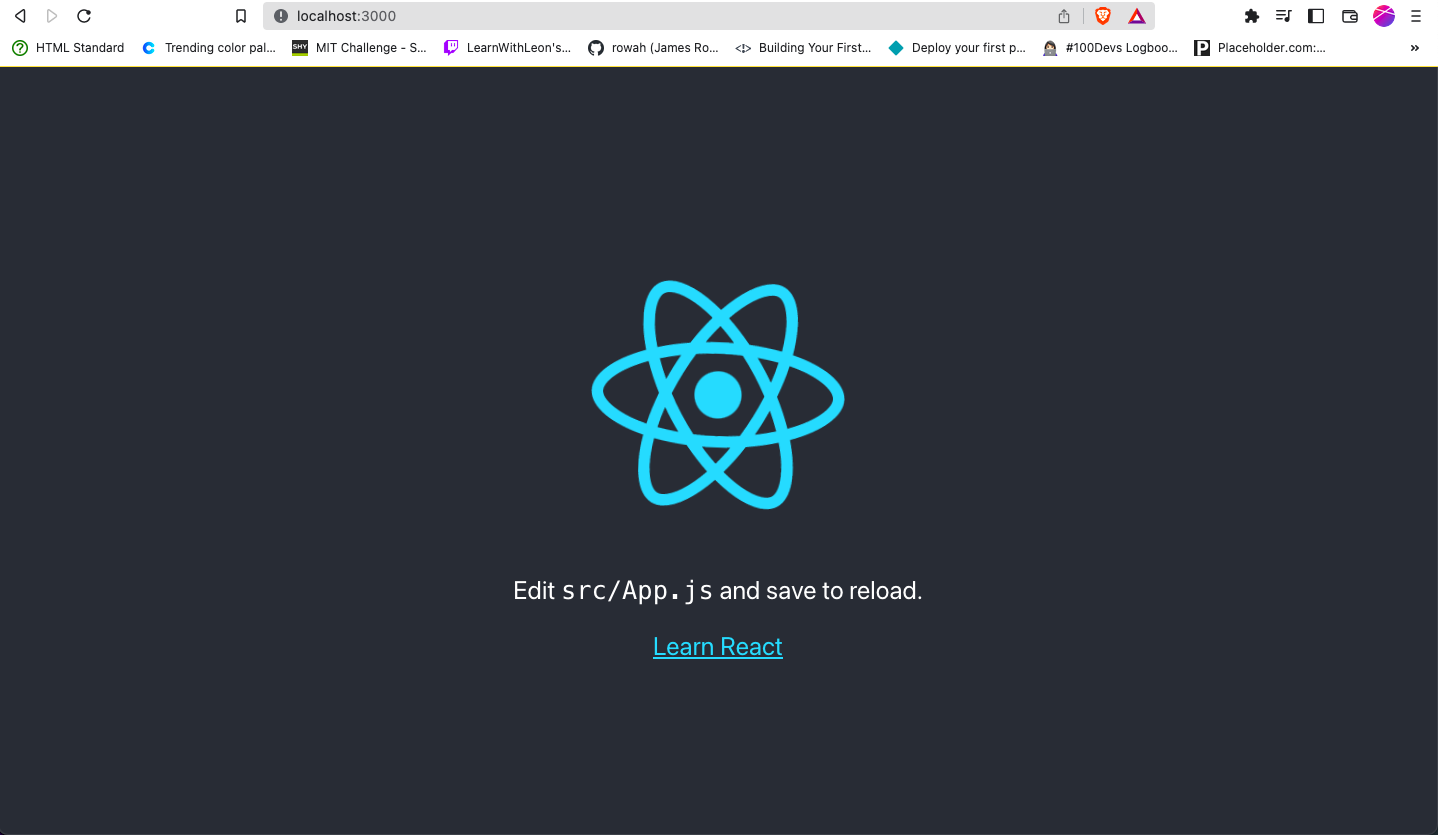 localhost:3000
HTML Standard Trending color pal... SHY MIT Challenge - S... LearnWithLeon's... rowah (James Ro... Building Your First... Deploy your first p... #100Devs Logboo... P Placeholder.com:... »
Edit src/App.js and save to reload.
Learn React